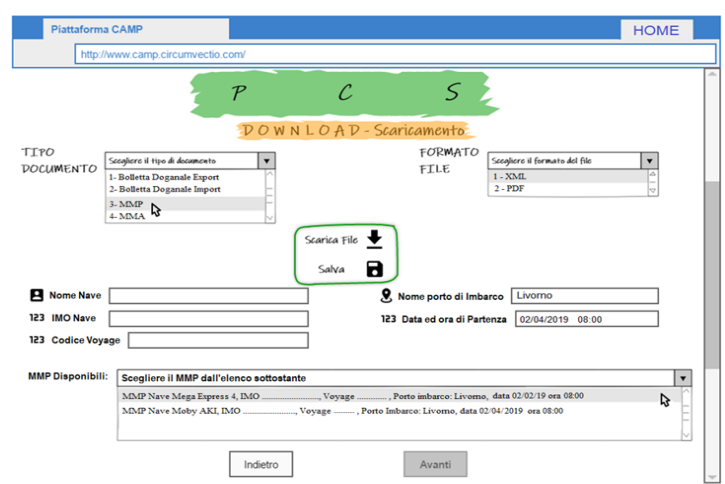 Piattaforma CAMP
HOME
http://www.camp.circumvectio.com/
P C S
DOWNLOAD - Scaricamento
TIPO DOCUMENTO
Scegliere il tipo di documento
1- Bolletta Doganale Export
2- Bolletta Doganale Import
3- MMP
4- MMA
FORMATO FILE
Scegliere il formato del file
1 - XML
2 - PDF
Scarica File
Salva
Nome Nave
Nome porto di Imbarco Livorno
123 IMO Nave
123 Data ed ora di Partenza 02/04/2019 08:00
123 Codice Voyage
MMP Disponibili: Scegliere il MMP dall'elenco sottostante
MMP Nave Mega Express 4, IMO ...................., Voyage ............. , Porto imbarco: Livorno, data 02/02/19 ore 08:00
MMP Nave Moby AKI, IMO ...................., Voyage ......... , Porto Imbarco: Livorno, data 02/04/2019 ora 08:00
Indietro
Avanti